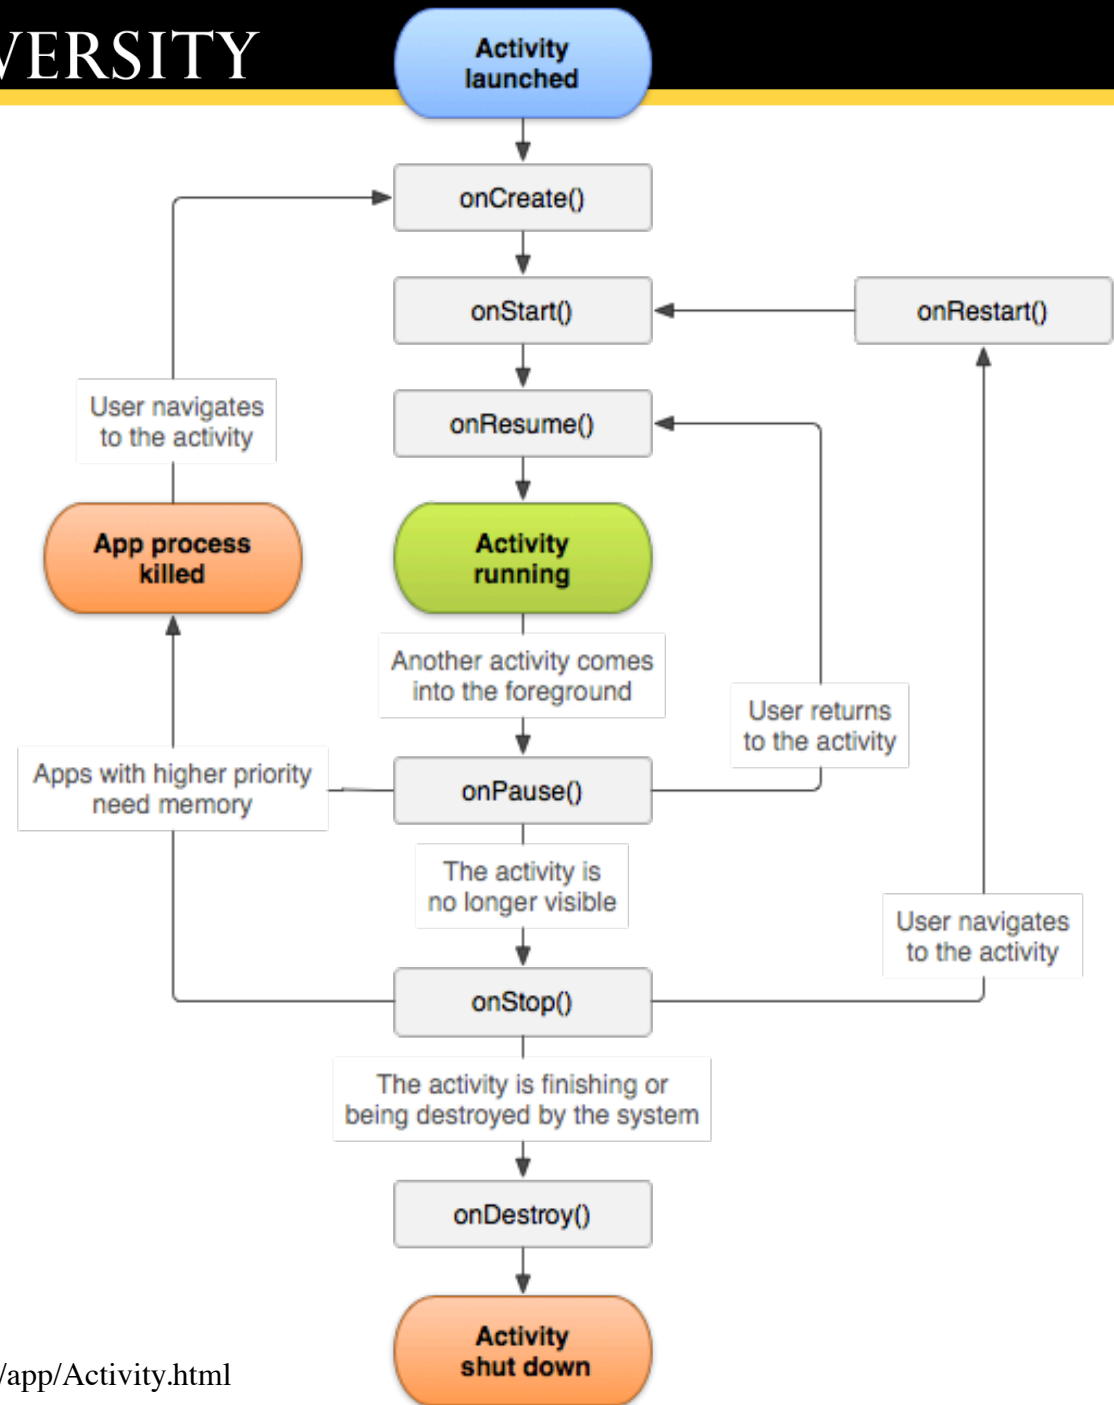 VERSITY
Activity
launched
onCreate()
onStart()
onRestart()
User navigates
to the activity
onResume()
App process
killed
Activity
running
Another activity comes
into the foreground
User returns
to the activity
Apps with higher priority
need memory
onPause()
The activity is
no longer visible
User navigates
to the activity
onStop()
The activity is finishing or
being destroyed by the system
onDestroy()
Activity
shut down
/app/Activity.html